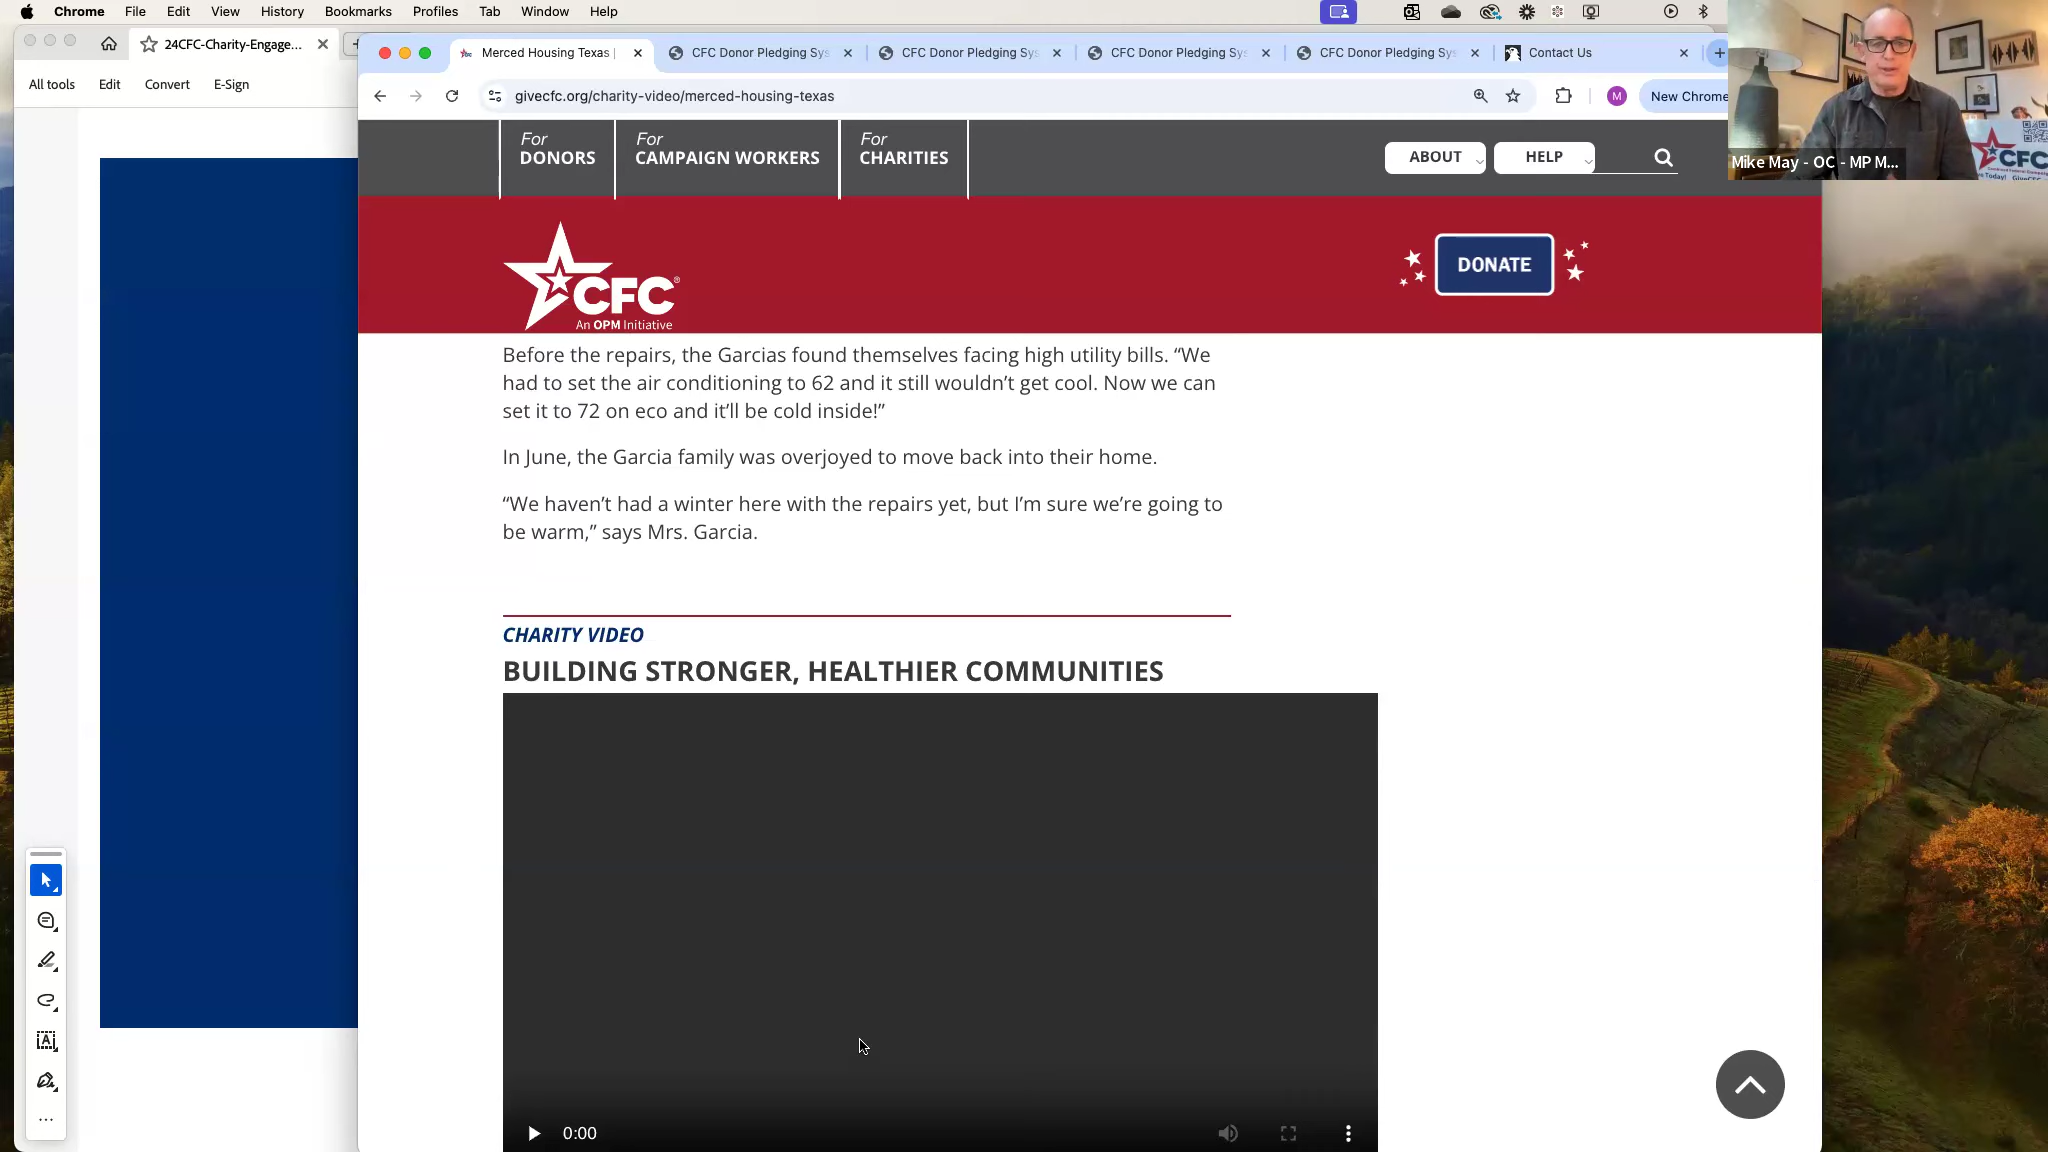 Chrome File Edit View History Bookmarks Profiles Tab Window Help
24CFC-Charity-Engage...
All tools Edit Convert E-Sign
Merced Housing Texas | CFC Donor Pledging Sys CFC Donor Pledging Sys CFC Donor Pledging Sys CFC Donor Pledging Sys Contact Us
givecfc.org/charity-video/merced-housing-texas
M New Chrome
For DONORS
For CAMPAIGN WORKERS
For CHARITIES
ABOUT HELP
Mike May - OC - MP M...
CFC
CFC®
An OPM Initiative
DONATE
Before the repairs, the Garcias found themselves facing high utility bills. “We
had to set the air conditioning to 62 and it still wouldn’t get cool. Now we can
set it to 72 on eco and it’ll be cold inside!”
In June, the Garcia family was overjoyed to move back into their home.
“We haven’t had a winter here with the repairs yet, but I’m sure we’re going to
be warm,” says Mrs. Garcia.
CHARITY VIDEO
BUILDING STRONGER, HEALTHIER COMMUNITIES
0:00